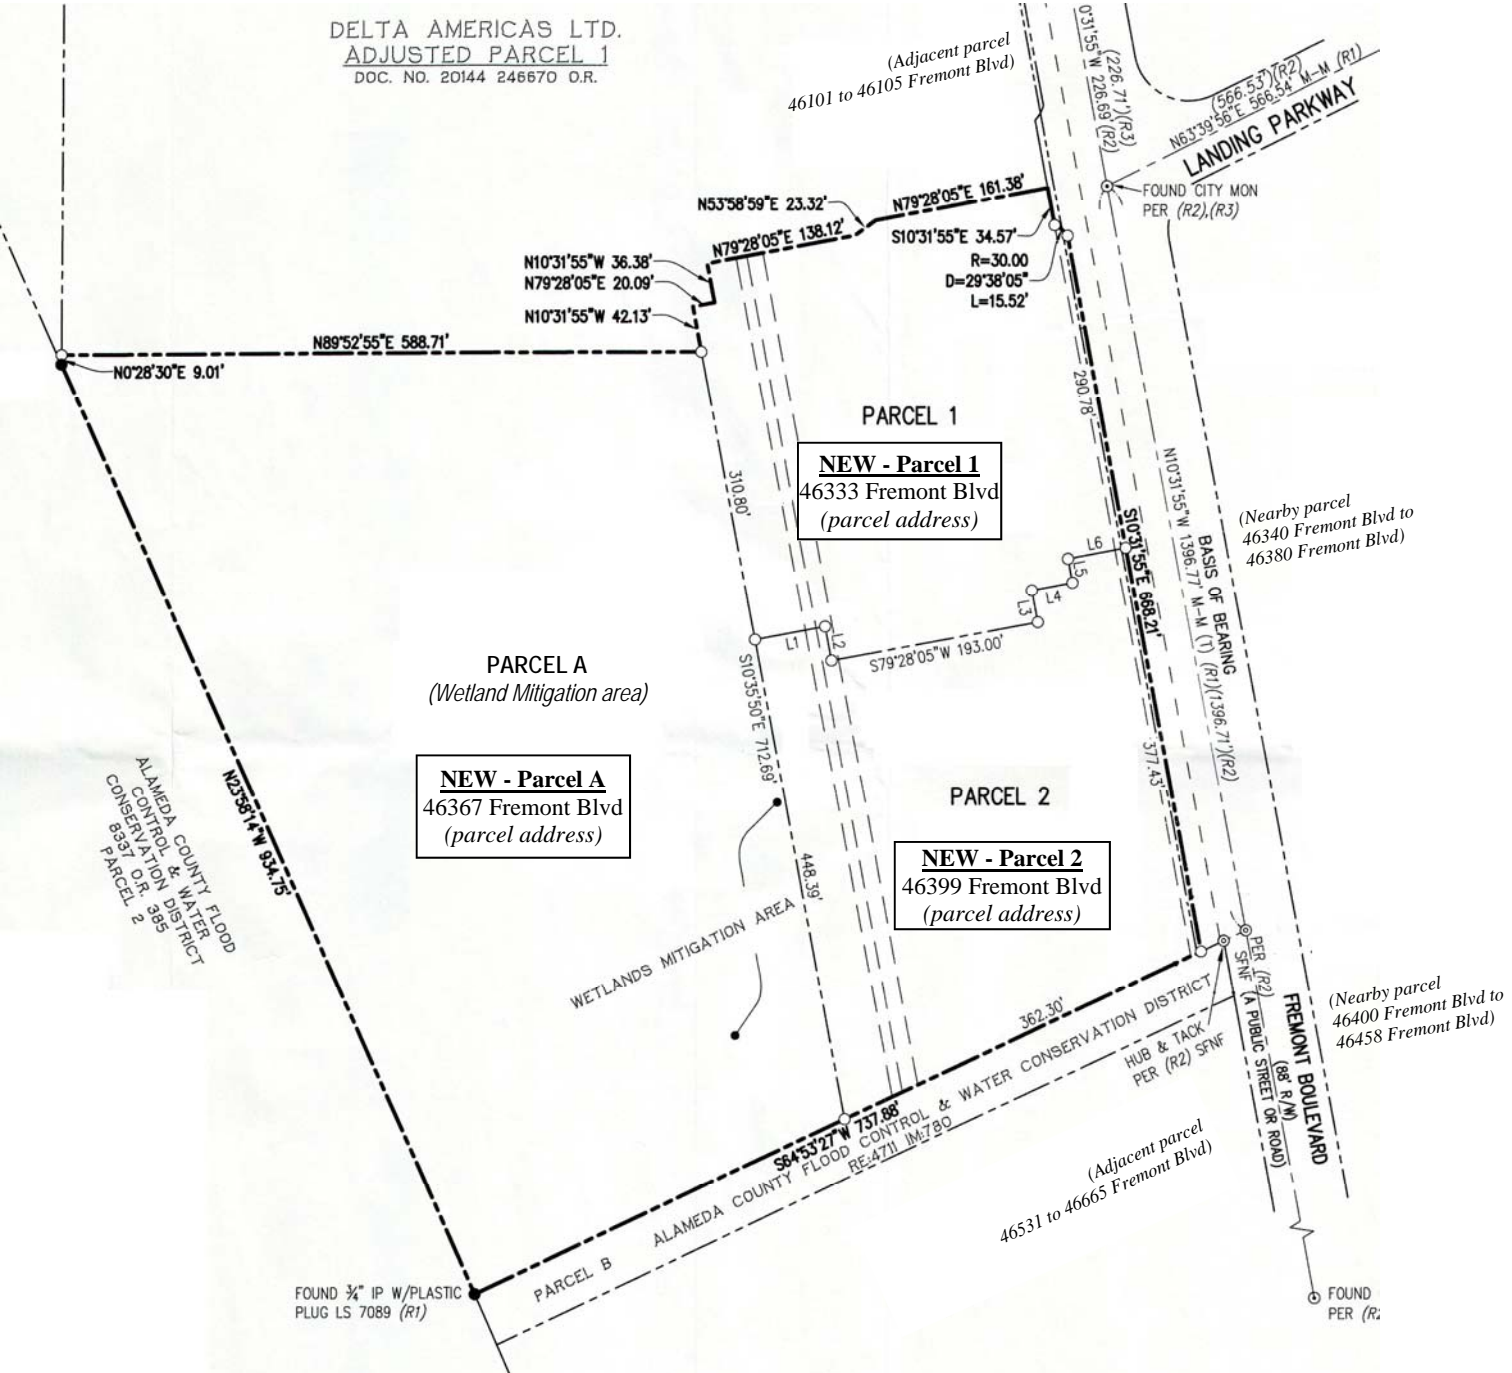 DELTA AMERICAS LTD.
ADJUSTED PARCEL 1
DOC. NO. 20144 246670 O.R.
(Adjacent parcel
46101 to 46105 Fremont Blvd)
0°31'55"W 226.69 (R2)
(226.71')(R3)
(566.53')(R2)
N63°39'56"E 566.54' M-M (R1)
LANDING PARKWAY
FOUND CITY MON
PER (R2),(R3)
N53°58'59"E 23.32'
N79°28'05"E 161.38'
N79°28'05"E 138.12'
S10°31'55"E 34.57'
R=30.00
D=29°38'05"
L=15.52'
N10°31'55"W 36.38'
N79°28'05"E 20.09'
N10°31'55"W 42.13'
N89°52'55"E 588.71'
N0°28'30"E 9.01'
290.78'
PARCEL 1
NEW - Parcel 1
46333 Fremont Blvd
(parcel address)
310.80'
N10°31'55"W 1396.77' M-M (T) (R1)(1396.71')(R2)
BASIS OF BEARING
(Nearby parcel
46340 Fremont Blvd to
46380 Fremont Blvd)
S10°31'55"E 668.21'
L6
L5
L4
L3
L1
L2
S79°28'05"W 193.00'
PARCEL A
(Wetland Mitigation area)
S10°35'50"E 712.69'
377.43'
NEW - Parcel A
46367 Fremont Blvd
(parcel address)
PARCEL 2
NEW - Parcel 2
46399 Fremont Blvd
(parcel address)
448.39'
N23°58'14"W 934.75'
ALAMEDA COUNTY FLOOD
CONTROL & WATER
CONSERVATION DISTRICT
8337 O.R. 385
PARCEL 2
WETLANDS MITIGATION AREA
362.30'
S64°53'27"W 737.88'
PARCEL B ALAMEDA COUNTY FLOOD CONTROL & WATER CONSERVATION DISTRICT
RE:4711 IM:780
HUB & TACK
PER (R2) SFNF
PER (R2)
SFNF
(A PUBLIC STREET OR ROAD)
FREMONT BOULEVARD
(88' R/W)
(Nearby parcel
46400 Fremont Blvd to
46458 Fremont Blvd)
(Adjacent parcel
46531 to 46665 Fremont Blvd)
FOUND ¾" IP W/PLASTIC
PLUG LS 7089 (R1)
FOUND
PER (R2